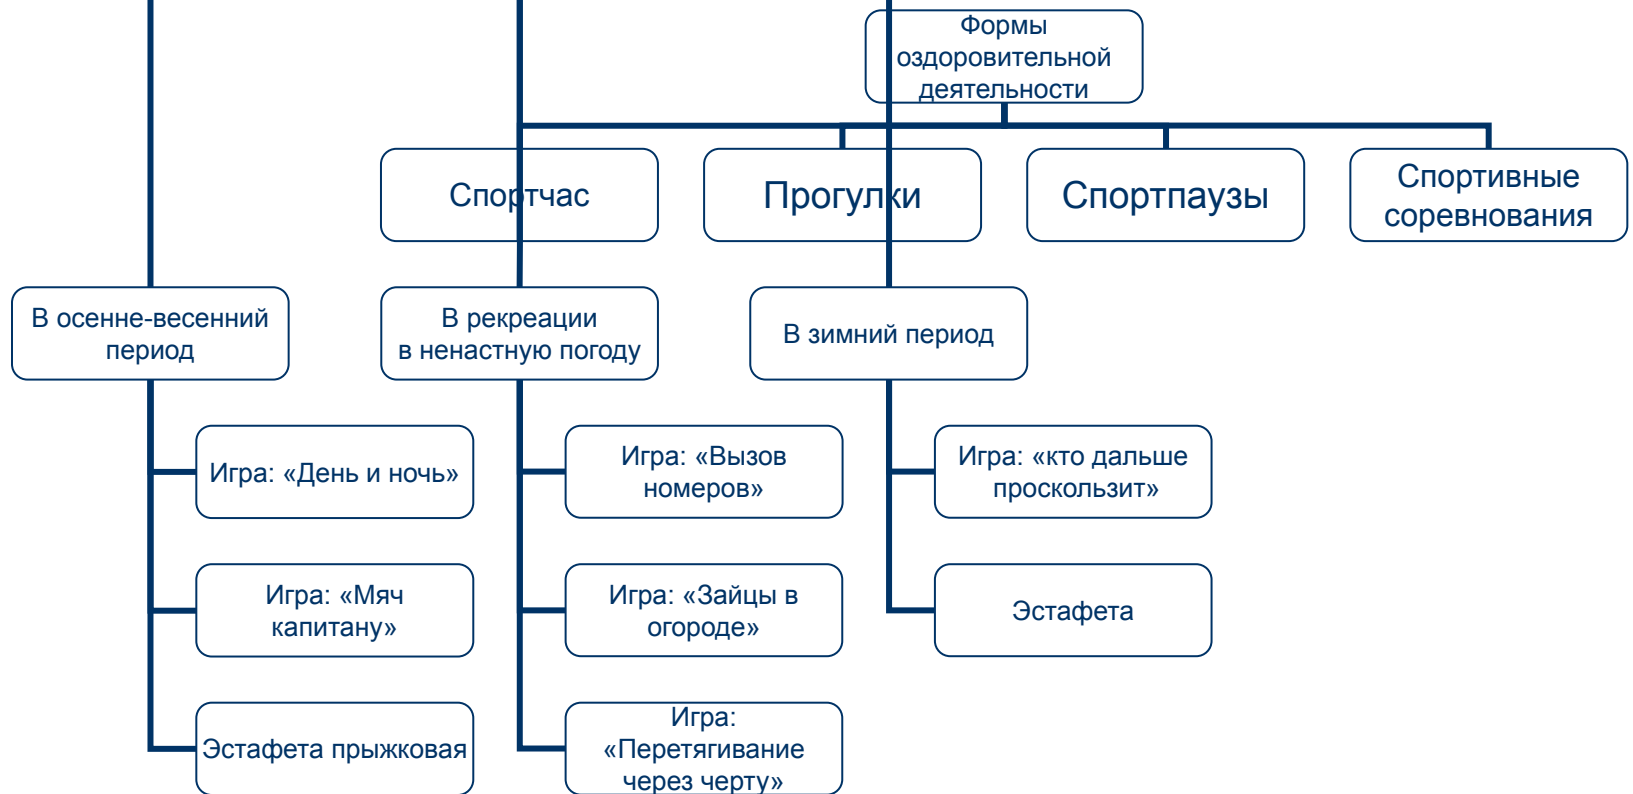 Формы
оздоровительной
деятельности
Спортчас
Прогулки
Спортпаузы
Спортивные
соревнования
В осенне-весенний
период
В рекреации
в ненастную погоду
В зимний период
Игра: «День и ночь»
Игра: «Вызов
номеров»
Игра: «кто дальше
проскользит»
Игра: «Мяч
капитану»
Игра: «Зайцы в
огороде»
Эстафета
Эстафета прыжковая
Игра:
«Перетягивание
через черту»